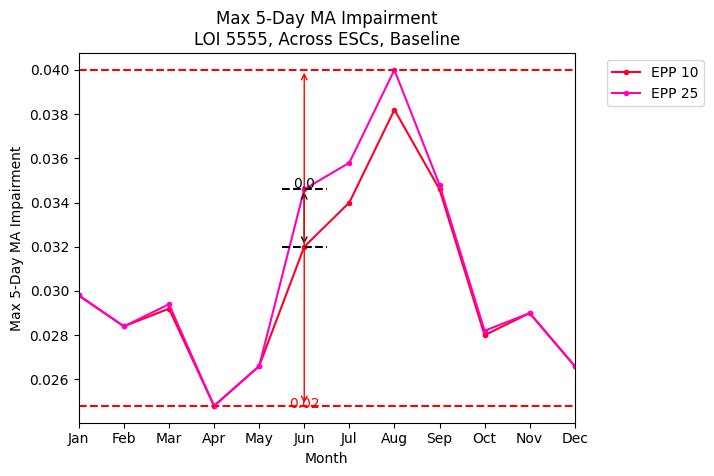 Max 5-Day MA Impairment
LOI 5555, Across ESCs, Baseline
EPP 10
EPP 25
Max 5-Day MA Impairment
0.040
0.038
0.036
0.034
0.032
0.030
0.028
0.026
0.0
0.02
Jan Feb Mar Apr May Jun Jul Aug Sep Oct Nov Dec
Month